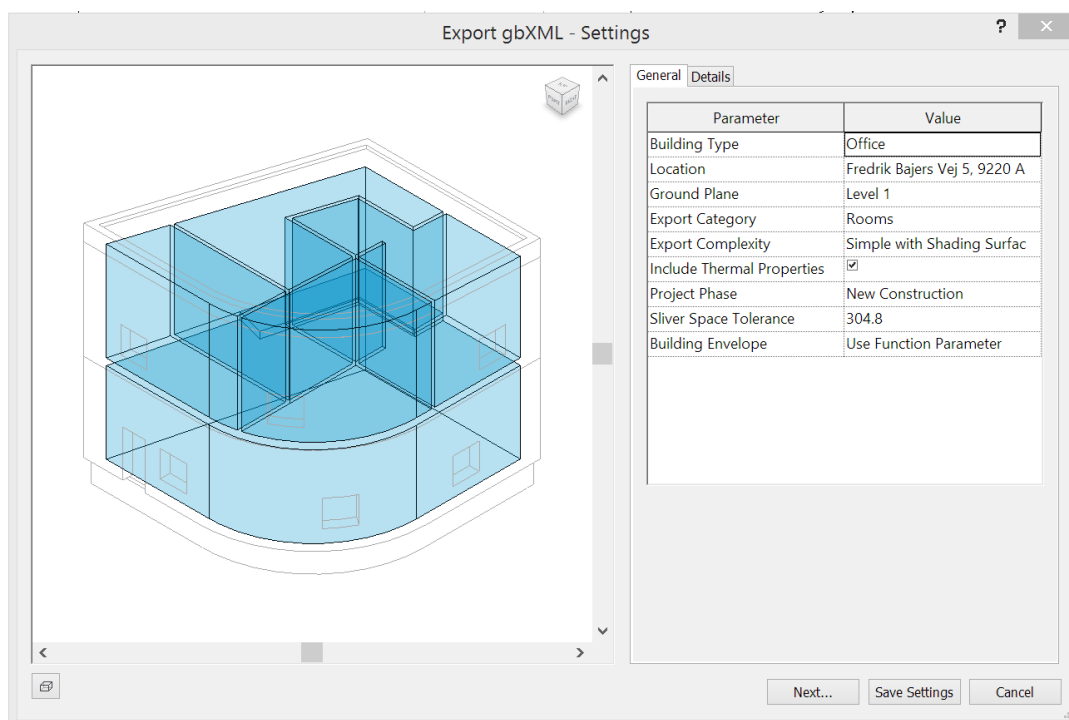 Export gbXML - Settings
?
General Details
Parameter Value
Building Type Office
Location Fredrik Bajers Vej 5, 9220 A
Ground Plane Level 1
Export Category Rooms
Export Complexity Simple with Shading Surfac
Include Thermal Properties
Project Phase New Construction
Sliver Space Tolerance 304.8
Building Envelope Use Function Parameter
Next... Save Settings Cancel